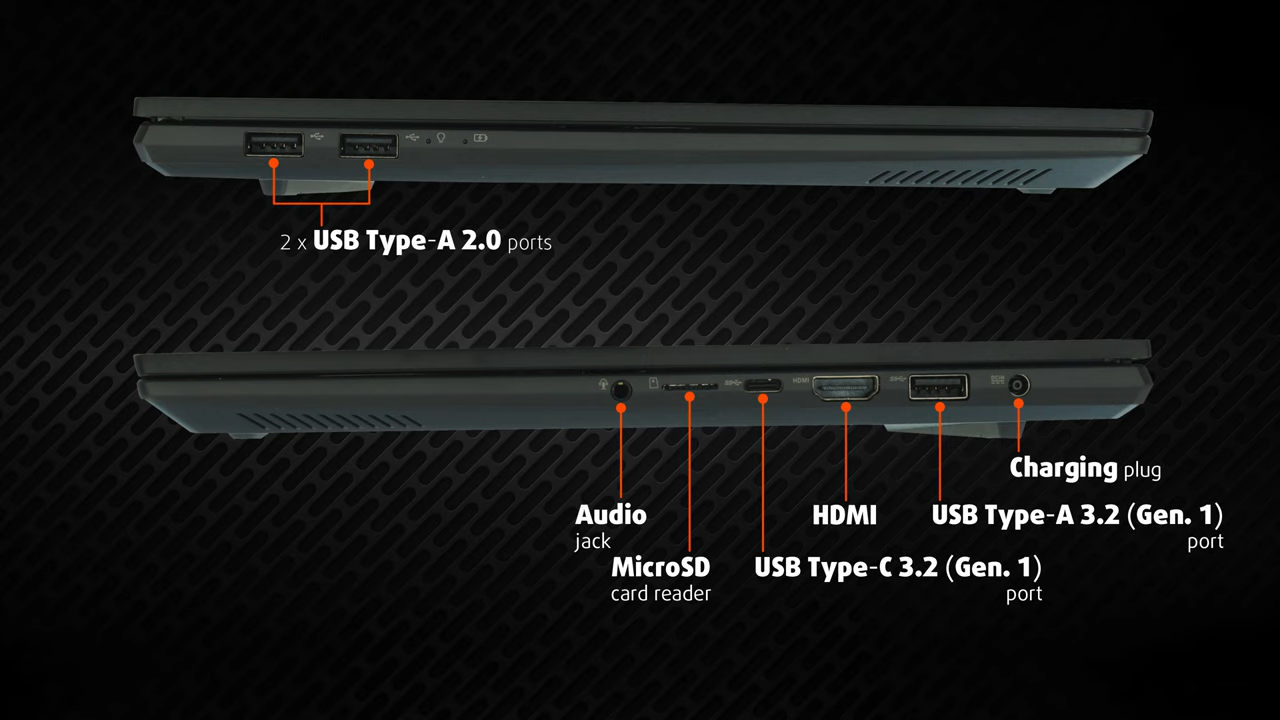 2 x USB Type-A 2.0 ports
HDMI
Charging plug
Audio
jack
HDMI
USB Type-A 3.2 (Gen. 1)
port
MicroSD
card reader
USB Type-C 3.2 (Gen. 1)
port